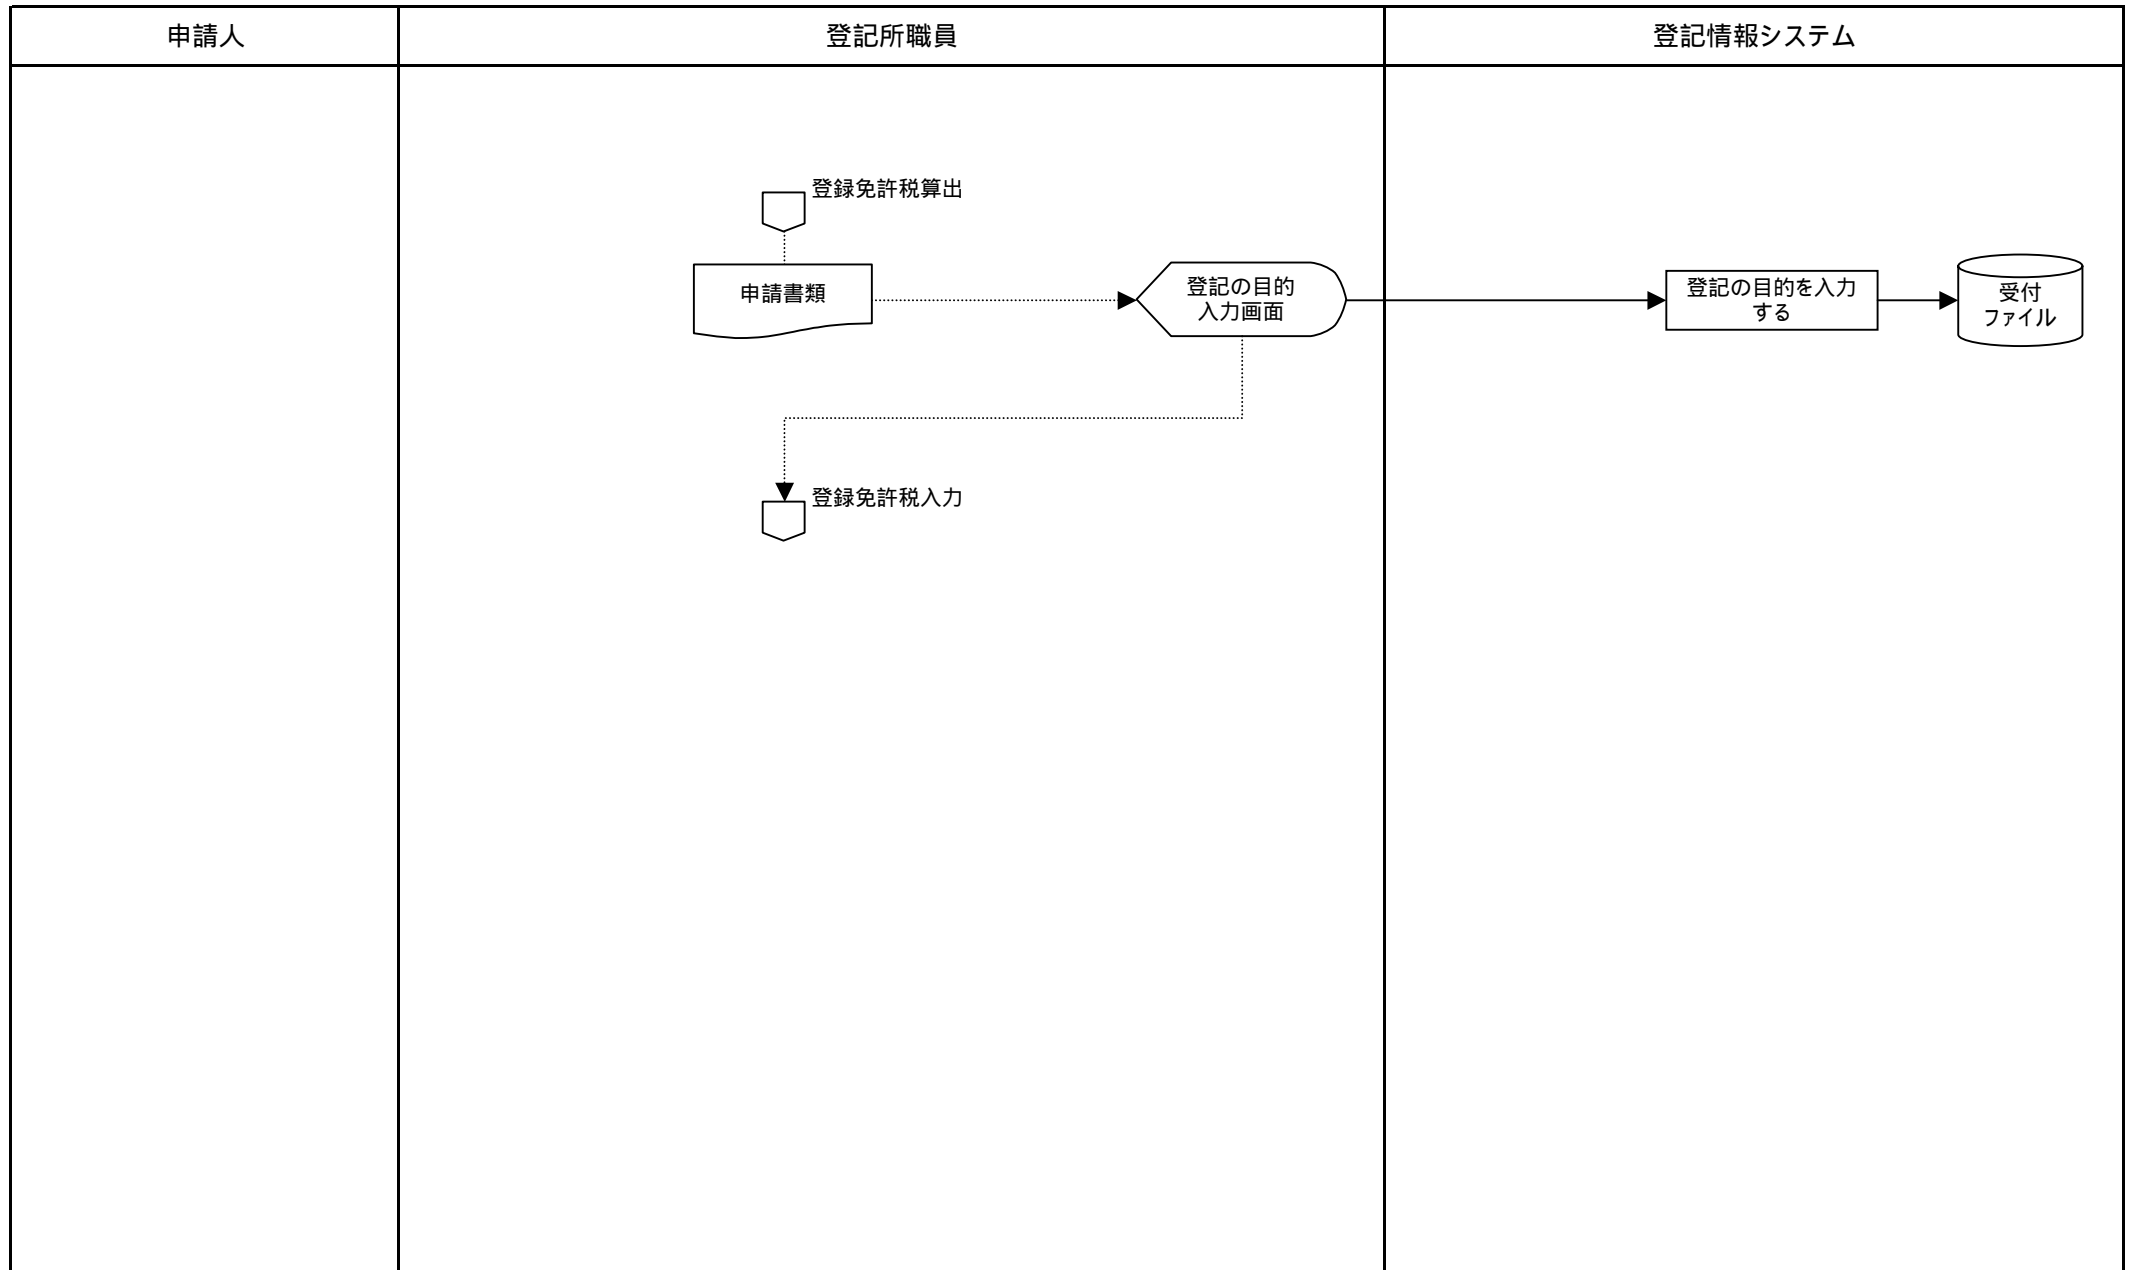 申請人
登記所職員
登記情報システム
登録免許税算出
申請書類
登記の目的
入力画面
登記の目的を入力
する
受付
ファイル
登録免許税入力